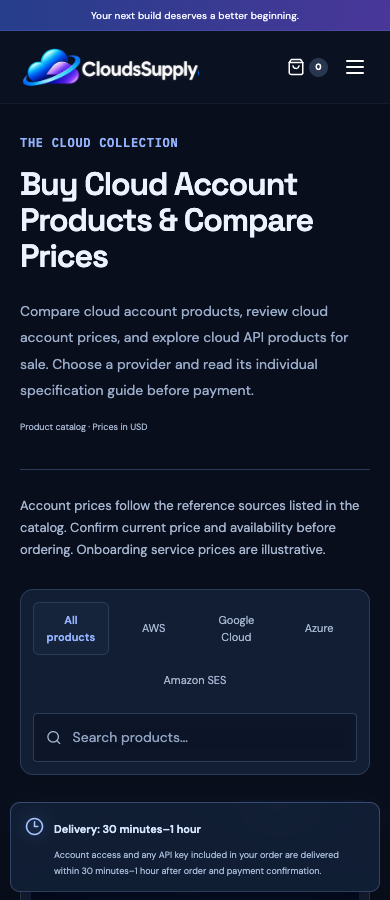 Your next build deserves a better beginning.
CloudsSupply
0
THE CLOUD COLLECTION
Buy Cloud Account
Products & Compare
Prices
Compare cloud account products, review cloud
account prices, and explore cloud API products for
sale. Choose a provider and read its individual
specification guide before payment.
Product catalog · Prices in USD
Account prices follow the reference sources listed in the
catalog. Confirm current price and availability before
ordering. Onboarding service prices are illustrative.
All
products
AWS
Google
Cloud
Azure
Amazon SES
Search products...
Delivery: 30 minutes–1 hour
Account access and any API key included in your order are delivered
within 30 minutes–1 hour after order and payment confirmation.